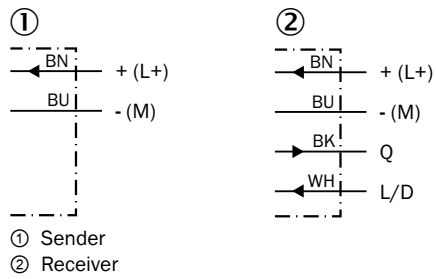 ① ②
BN + (L+) BN + (L+)
BU - (M) BU - (M)
BK Q
WH L/D
① Sender
② Receiver